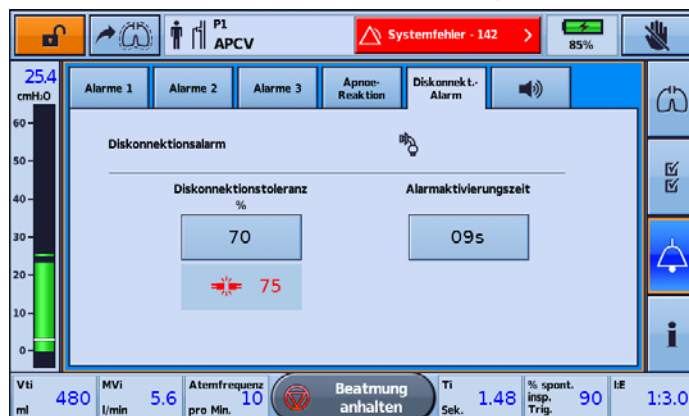 P1
APCV
Systemfehler - 142
85%
25.4
cmH2O
Alarme 1
Alarme 2
Alarme 3
Apnoe-
Reaktion
Diskonnekt.-
Alarm
60
50
40
30
20
10
0
Diskonnektionsalarm
Diskonnektionstoleranz
%
Alarmaktivierungszeit
70
09s
75
Vti
ml
480
MVi
l/min
5.6
Atemfrequenz
pro Min.
10
Beatmung
anhalten
Ti
Sek.
1.48
% spont.
insp.
Trig.
90
I:E
1:3.0